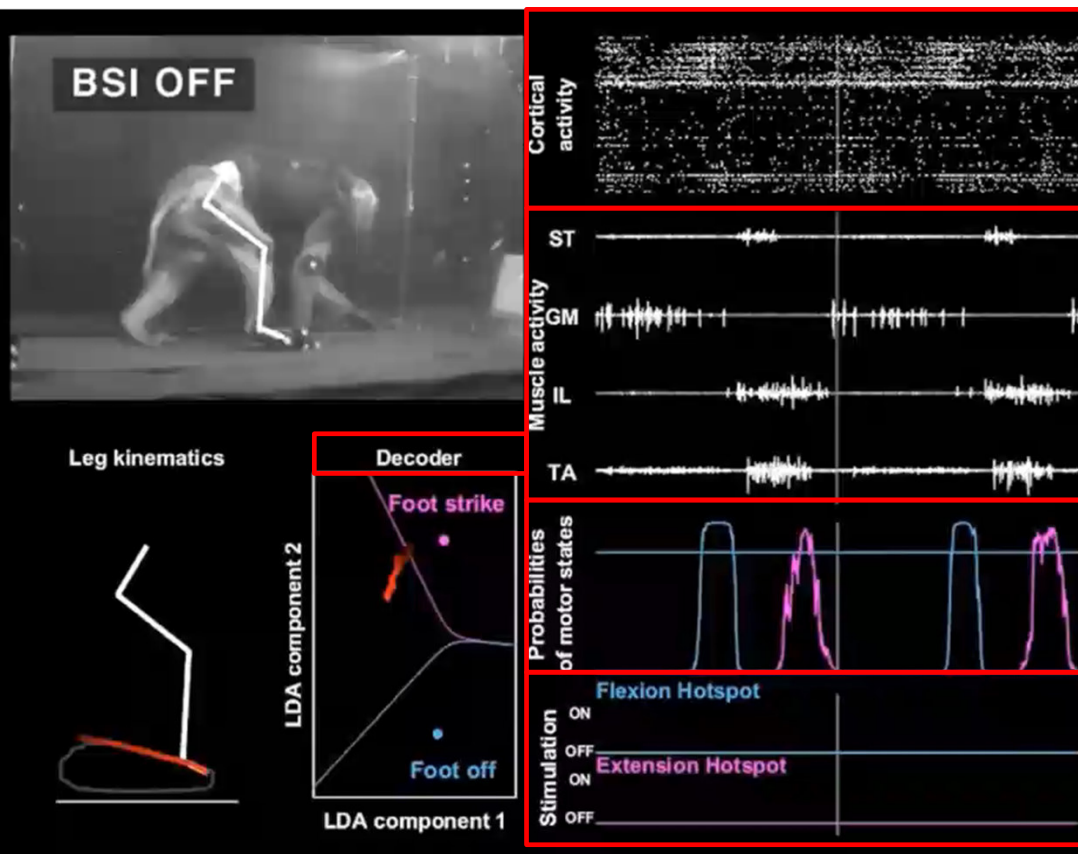 BSI OFF
Cortical
activity
ST
GM
IL
TA
Muscle activity
Leg kinematics
Decoder
Foot strike
Foot off
LDA component 2
LDA component 1
Probabilities
of motor states
Flexion Hotspot
ON
OFF
Extension Hotspot
ON
OFF
Stimulation